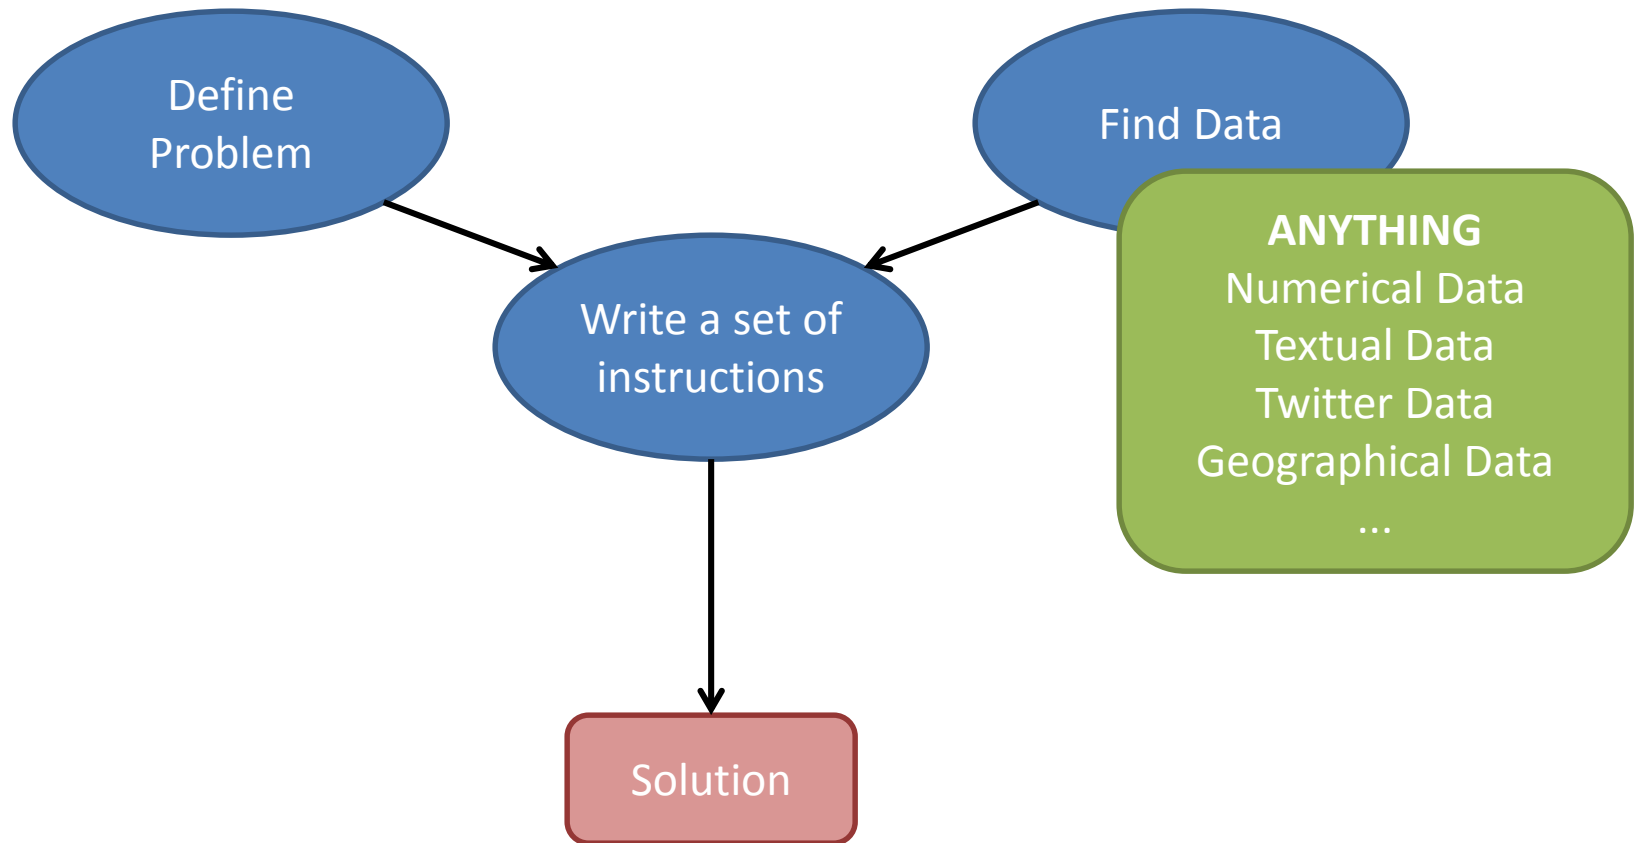 Define
Problem
Find Data
ANYTHING
Numerical Data
Textual Data
Twitter Data
Geographical Data
...
Write a set of
instructions
Solution